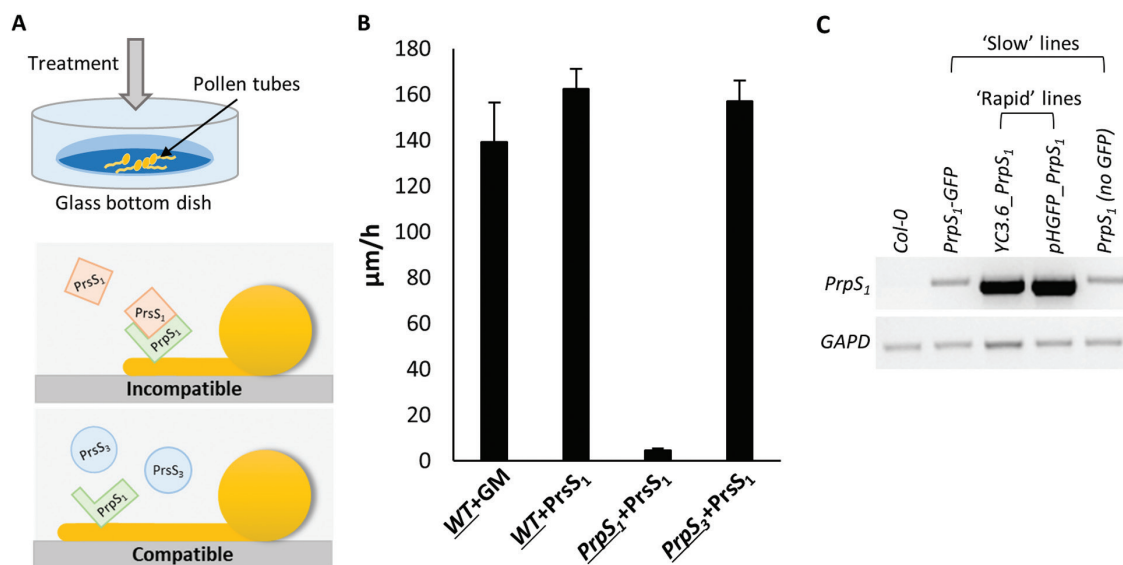 A
Treatment
Pollen tubes
Glass bottom dish
PrsS₁
PrsS₁
PrpS₁
Incompatible
PrsS₃
PrsS₃
PrpS₁
Compatible
B
180
160
140
120
100
80
60
40
20
0
μm/h
WT+GM
WT+PrsS₁
PrpS₁+PrsS₁
PrpS₃+PrsS₁
C
‘Slow’ lines
‘Rapid’ lines
Col-0
PrpS₁-GFP
YC3.6_PrpS₁
pHGFP_PrpS₁
PrpS₁ (no GFP)
PrpS₁
GAPD